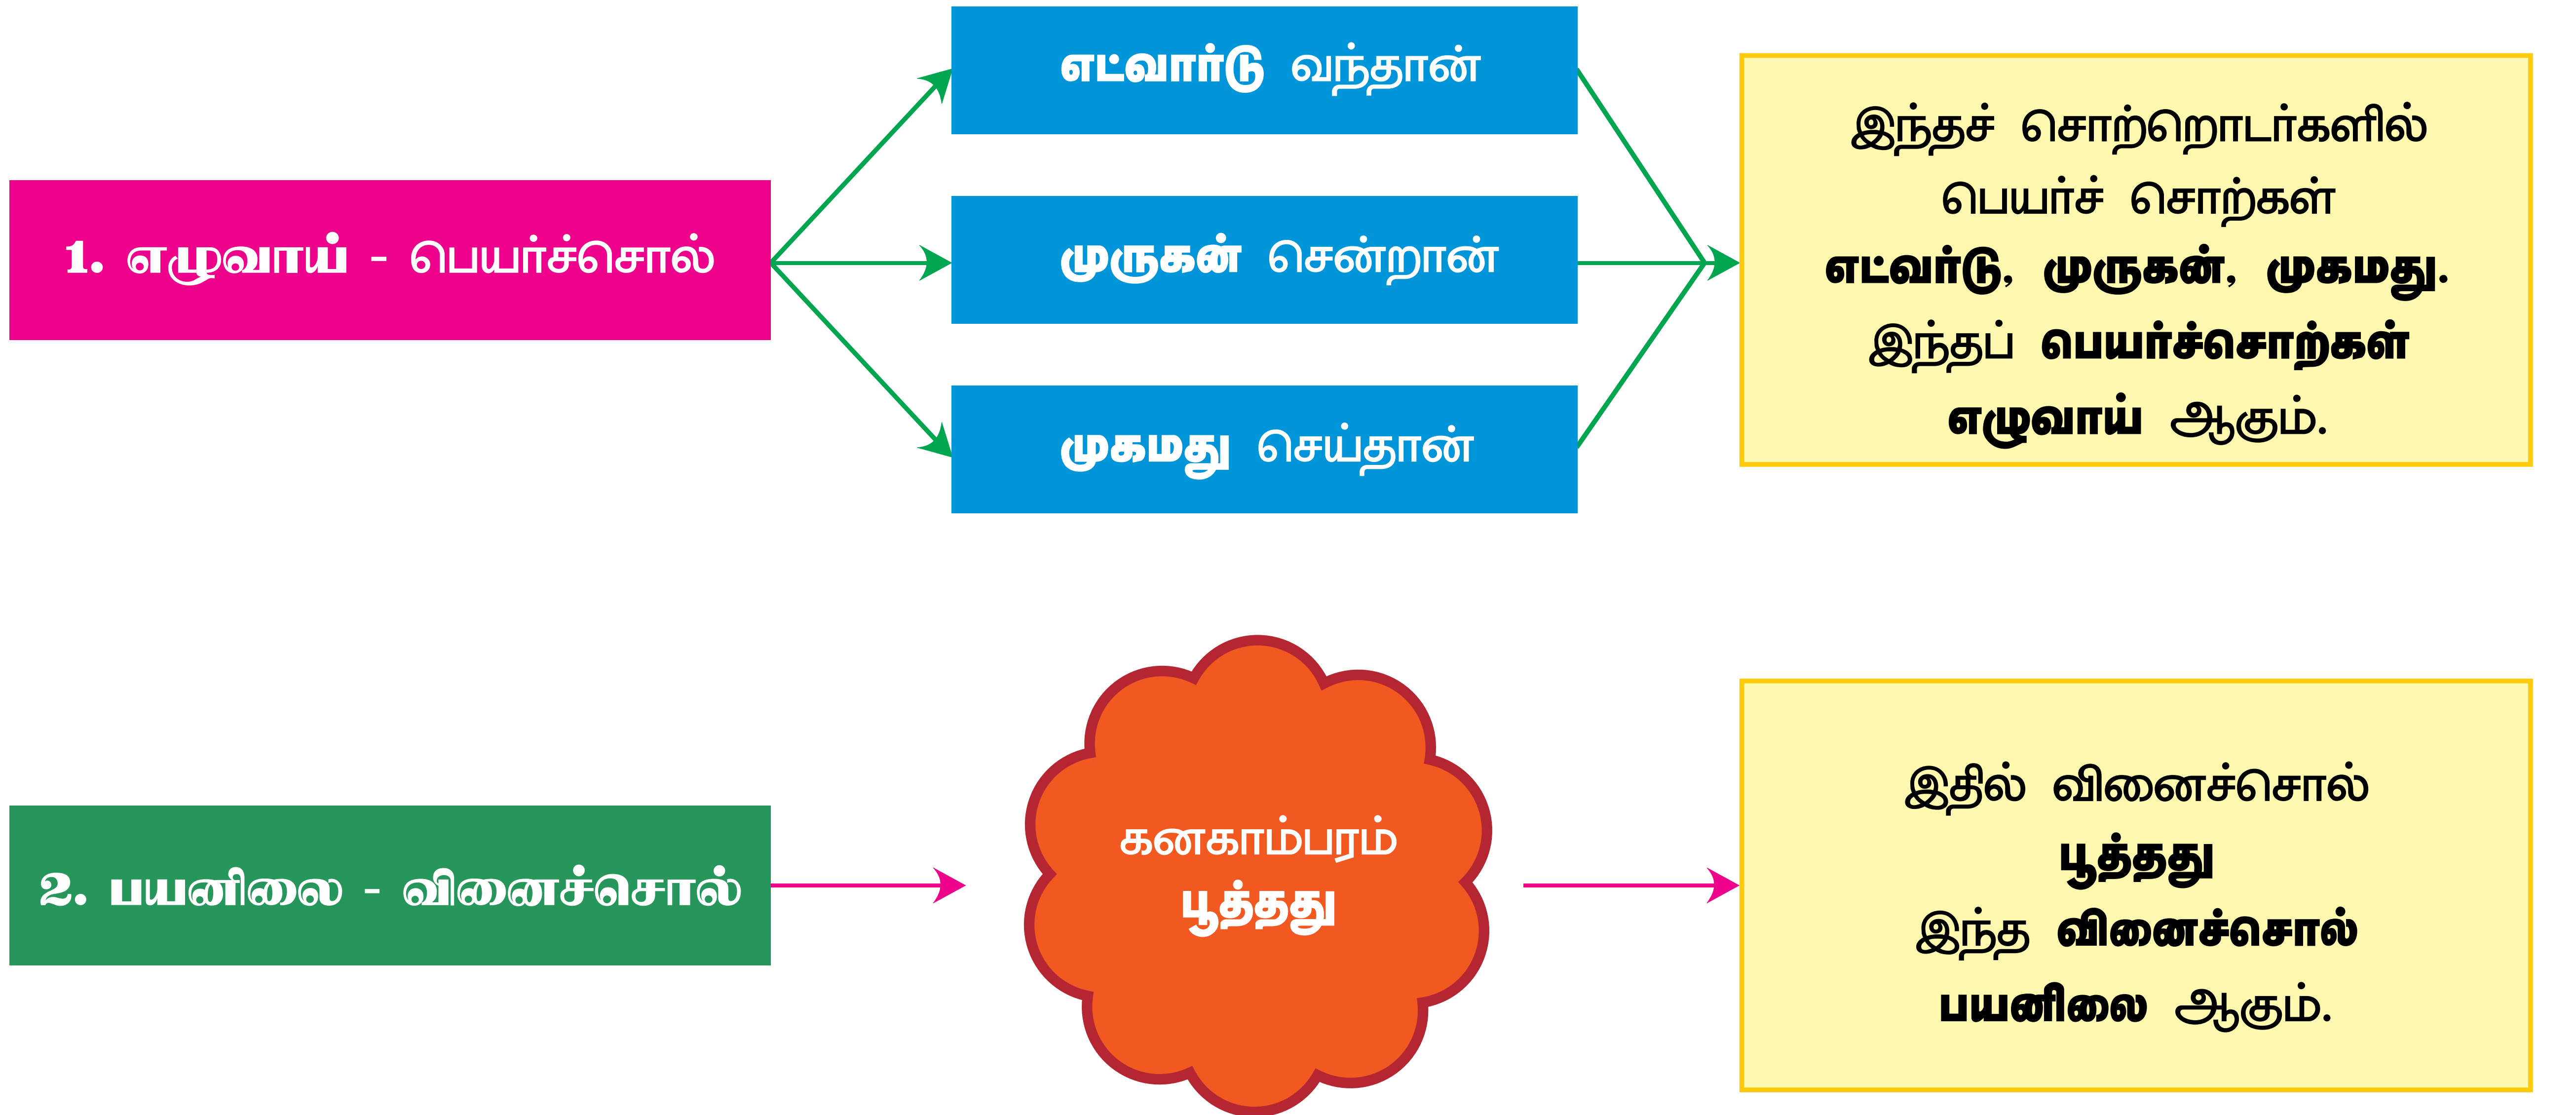 1. எழுவாய் - பெயர்ச்சொல்
எட்வார்டு வந்தான்
முருகன் சென்றான்
முகமது செய்தான்
இந்தச் சொற்றொடர்களில்
பெயர்ச் சொற்கள்
எட்வர்டு, முருகன், முகமது.
இந்தப் பெயர்ச்சொற்கள்
எழுவாய் ஆகும்.
2. பயனிலை - வினைச்சொல்
கனகாம்பரம்
பூத்தது
இதில் வினைச்சொல்
பூத்தது
இந்த வினைச்சொல்
பயனிலை ஆகும்.